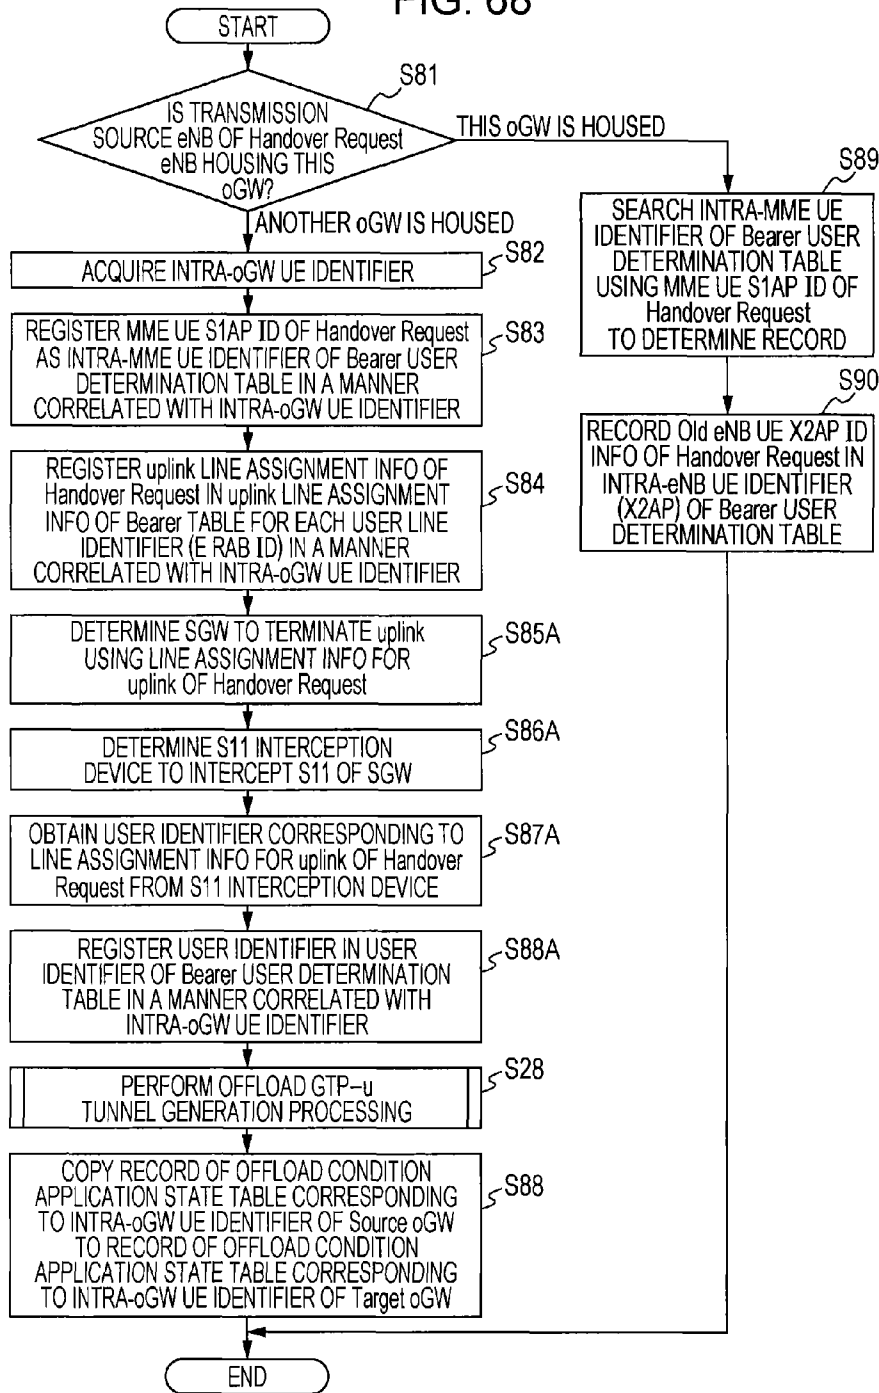 FIG. 68
START
S81
IS TRANSMISSION
SOURCE eNB OF Handover Request
eNB HOUSING THIS
oGW?
THIS oGW IS HOUSED
ANOTHER oGW IS HOUSED
S82
ACQUIRE INTRA-oGW UE IDENTIFIER
S83
REGISTER MME UE S1AP ID OF Handover Request
AS INTRA-MME UE IDENTIFIER OF Bearer USER
DETERMINATION TABLE IN A MANNER
CORRELATED WITH INTRA-oGW UE IDENTIFIER
S84
REGISTER uplink LINE ASSIGNMENT INFO OF
Handover Request IN uplink LINE ASSIGNMENT
INFO OF Bearer TABLE FOR EACH USER LINE
IDENTIFIER (E RAB ID) IN A MANNER
CORRELATED WITH INTRA-oGW UE IDENTIFIER
S85A
DETERMINE SGW TO TERMINATE uplink
USING LINE ASSIGNMENT INFO FOR
uplink OF Handover Request
S86A
DETERMINE S11 INTERCEPTION
DEVICE TO INTERCEPT S11 OF SGW
S87A
OBTAIN USER IDENTIFIER CORRESPONDING TO
LINE ASSIGNMENT INFO FOR uplink OF Handover
Request FROM S11 INTERCEPTION DEVICE
S88A
REGISTER USER IDENTIFIER IN USER
IDENTIFIER OF Bearer USER DETERMINATION
TABLE IN A MANNER CORRELATED WITH
INTRA-oGW UE IDENTIFIER
S28
PERFORM OFFLOAD GTP-u
TUNNEL GENERATION PROCESSING
S88
COPY RECORD OF OFFLOAD CONDITION
APPLICATION STATE TABLE CORRESPONDING
TO INTRA-oGW UE IDENTIFIER OF Source oGW
TO RECORD OF OFFLOAD CONDITION
APPLICATION STATE TABLE CORRESPONDING
TO INTRA-oGW UE IDENTIFIER OF Target oGW
S89
SEARCH INTRA-MME UE
IDENTIFIER OF Bearer USER
DETERMINATION TABLE
USING MME UE S1AP ID OF
Handover Request
TO DETERMINE RECORD
S90
RECORD Old eNB UE X2AP ID
INFO OF Handover Request IN
INTRA-eNB UE IDENTIFIER
(X2AP) OF Bearer USER
DETERMINATION TABLE
END